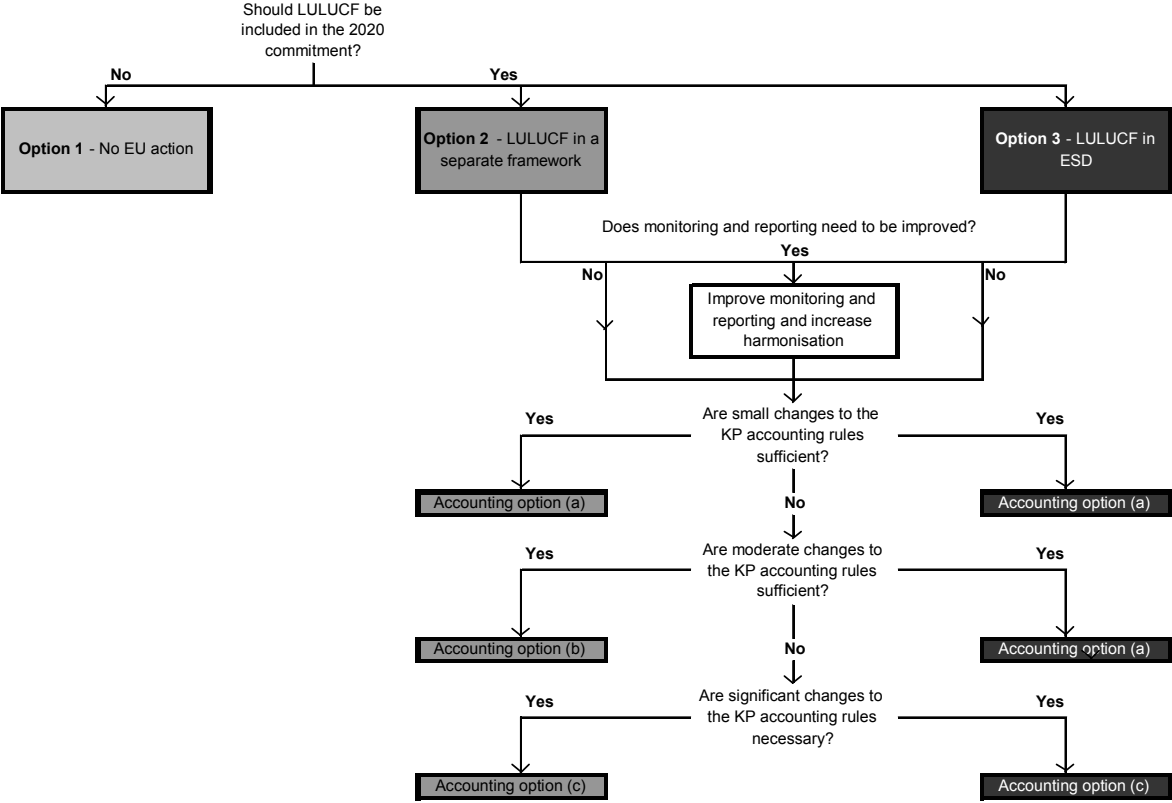 Should LULUCF be
included in the 2020
commitment?
No
Yes
Option 1 - No EU action
Option 2 - LULUCF in a
separate framework
Option 3 - LULUCF in
ESD
Does monitoring and reporting need to be improved?
Yes
No
No
Improve monitoring and
reporting and increase
harmonisation
Are small changes to the
KP accounting rules
sufficient?
Yes
Yes
Accounting option (a)
No
Accounting option (a)
Are moderate changes to
the KP accounting rules
sufficient?
Yes
Yes
Accounting option (b)
No
Accounting option (a)
Are significant changes to
the KP accounting rules
necessary?
Yes
Yes
Accounting option (c)
Accounting option (c)